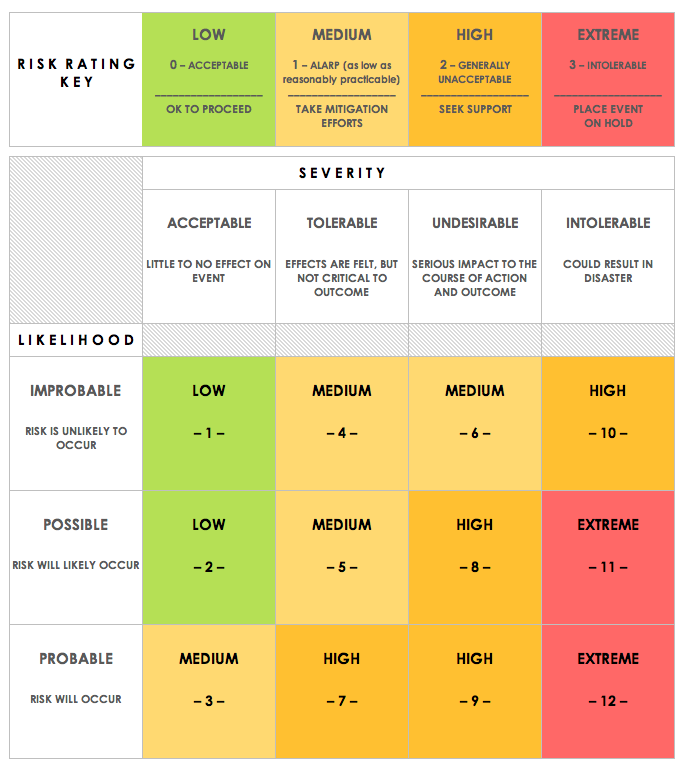 RISK RATING
KEY
LOW
0 – ACCEPTABLE
OK TO PROCEED
MEDIUM
1 – ALARP (as low as
reasonably practicable)
TAKE MITIGATION
EFFORTS
HIGH
2 – GENERALLY
UNACCEPTABLE
SEEK SUPPORT
EXTREME
3 – INTOLERABLE
PLACE EVENT
ON HOLD
SEVERITY
ACCEPTABLE
LITTLE TO NO EFFECT ON
EVENT
TOLERABLE
EFFECTS ARE FELT, BUT
NOT CRITICAL TO
OUTCOME
UNDESIRABLE
SERIOUS IMPACT TO THE
COURSE OF ACTION
AND OUTCOME
INTOLERABLE
COULD RESULT IN
DISASTER
LIKELIHOOD
IMPROBABLE
RISK IS UNLIKELY TO
OCCUR
LOW
– 1 –
MEDIUM
– 4 –
MEDIUM
– 6 –
HIGH
– 10 –
POSSIBLE
RISK WILL LIKELY OCCUR
LOW
– 2 –
MEDIUM
– 5 –
HIGH
– 8 –
EXTREME
– 11 –
PROBABLE
RISK WILL OCCUR
MEDIUM
– 3 –
HIGH
– 7 –
HIGH
– 9 –
EXTREME
– 12 –